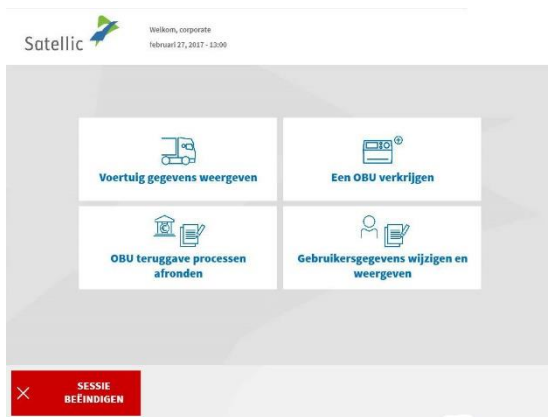 Satellic
Welkom, corporate
februari 27, 2017 - 13:00
Voertuig gegevens weergeven
Een OBU verkrijgen
OBU teruggave processen
afronden
Gebruikersgegevens wijzigen en
weergeven
SESSIE
BEËINDIGEN